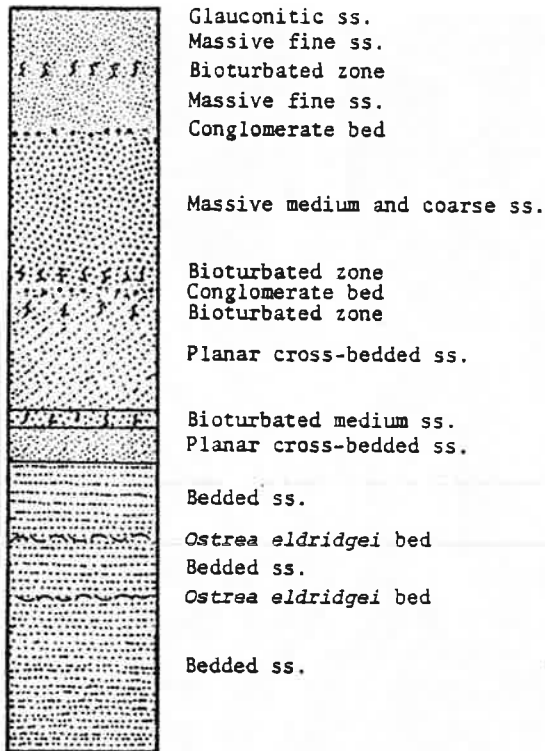 Glauconitic ss.
Massive fine ss.
Bioturbated zone
Massive fine ss.
Conglomerate bed
Massive medium and coarse ss.
Bioturbated zone
Conglomerate bed
Bioturbated zone
Planar cross-bedded ss.
Bioturbated medium ss.
Planar cross-bedded ss.
Bedded ss.
Ostrea eldridgei bed
Bedded ss.
Ostrea eldridgei bed
Bedded ss.